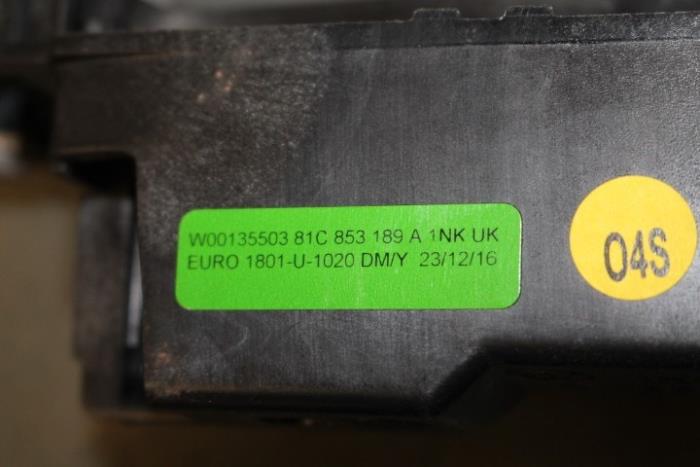 W00135503 81C 853 189 A 1NK UK
EURO 1801-U-1020 DM/Y 23/12/16
04S